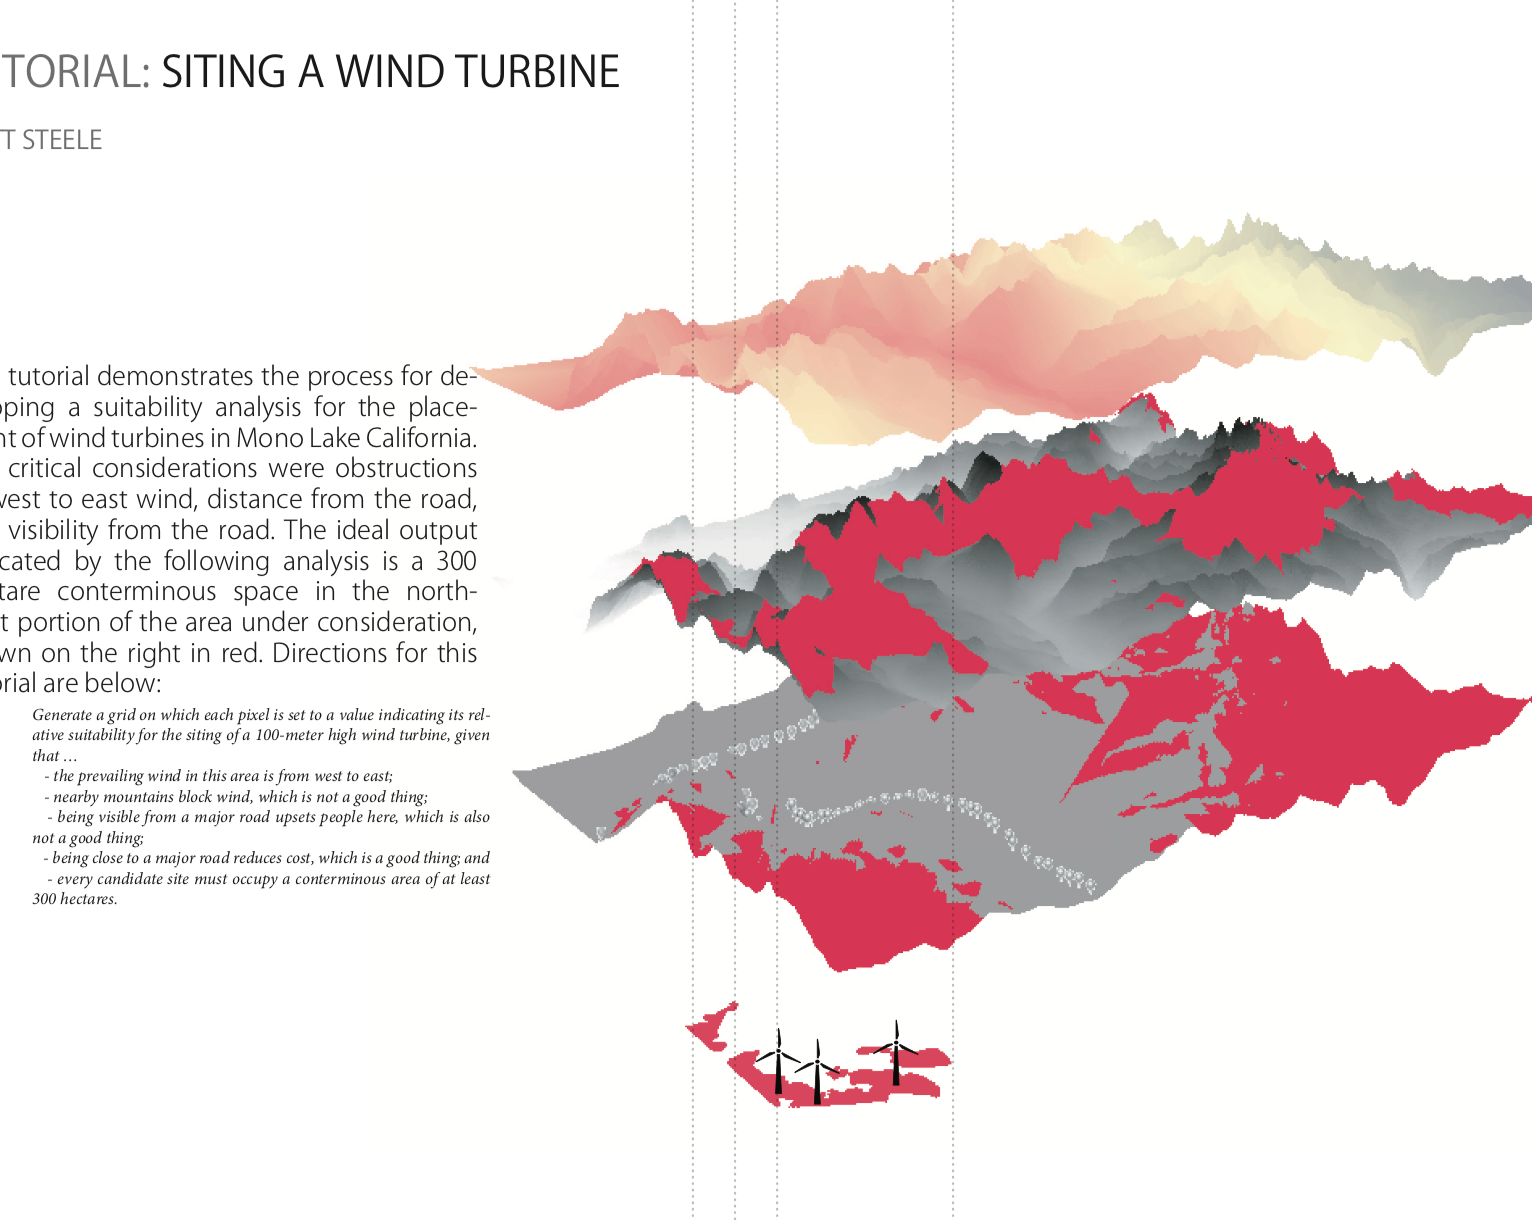 TORIAL: SITING A WIND TURBINE
T STEELE
tutorial demonstrates the process for de-
ping a suitability analysis for the place-
nt of wind turbines in Mono Lake California.
critical considerations were obstructions
west to east wind, distance from the road,
visibility from the road. The ideal output
cated by the following analysis is a 300
tare conterminous space in the north-
t portion of the area under consideration,
wn on the right in red. Directions for this
orial are below:
Generate a grid on which each pixel is set to a value indicating its rel-
ative suitability for the siting of a 100-meter high wind turbine, given
that …
- the prevailing wind in this area is from west to east;
- nearby mountains block wind, which is not a good thing;
- being visible from a major road upsets people here, which is also
not a good thing;
- being close to a major road reduces cost, which is a good thing; and
- every candidate site must occupy a conterminous area of at least
300 hectares.